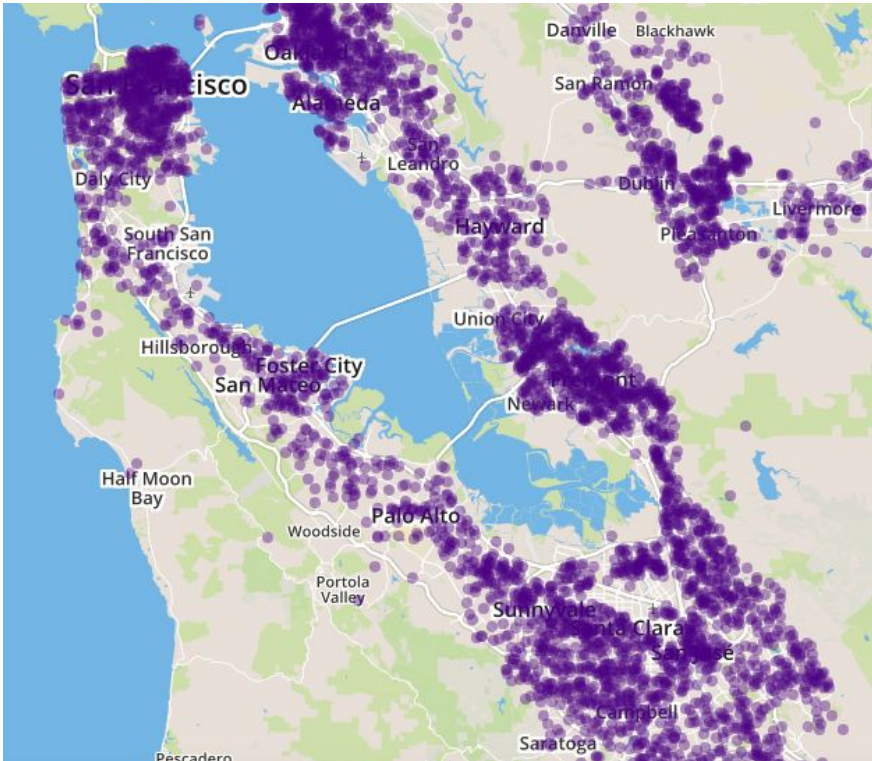 Danville
Blackhawk
Oakland
San Francisco
San Ramon
Alameda
San
Leandro
Daly City
Dublin
Livermore
Hayward
Pleasanton
South San
Francisco
Union City
Hillsborough
Foster City
San Mateo
Fremont
Newark
Half Moon
Bay
Palo Alto
Woodside
Portola
Valley
Sunnyvale
Santa Clara
San José
Campbell
Saratoga
Pescadero